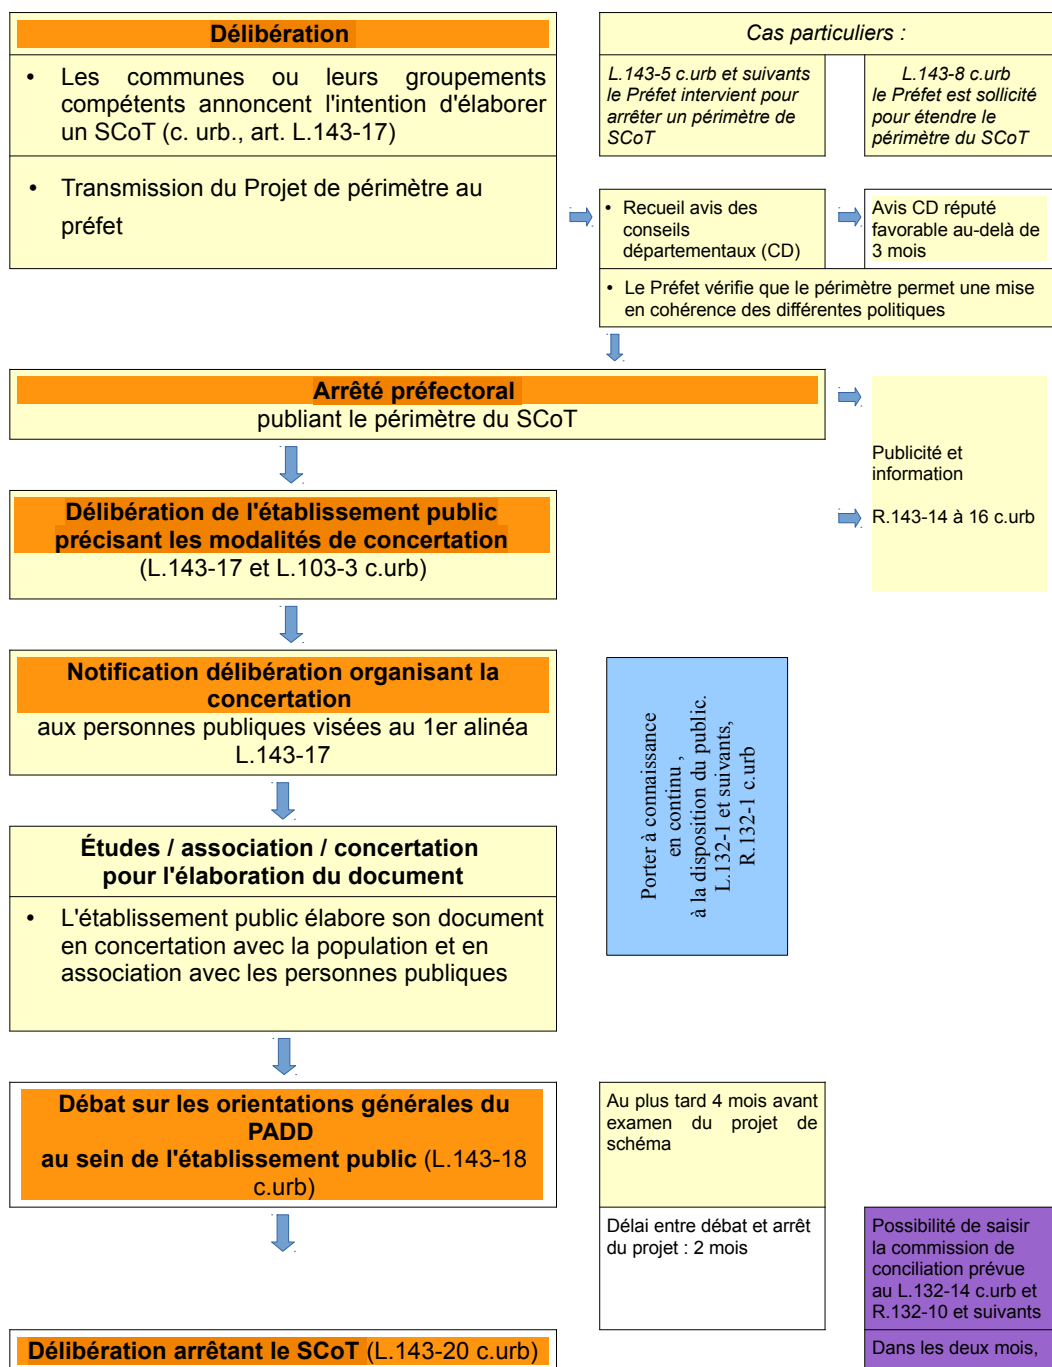 Délibération
• Les communes ou leurs groupements
compétents annoncent l'intention d'élaborer
un SCoT (c. urb., art. L.143-17)
• Transmission du Projet de périmètre au
préfet
Cas particuliers :
L.143-5 c.urb et suivants
le Préfet intervient pour
arrêter un périmètre de
SCoT
L.143-8 c.urb
le Préfet est sollicité
pour étendre le
périmètre du SCoT
• Recueil avis des
conseils
départementaux (CD)
Avis CD réputé
favorable au-delà de
3 mois
• Le Préfet vérifie que le périmètre permet une mise
en cohérence des différentes politiques
Arrêté préfectoral
publiant le périmètre du SCoT
Publicité et
information
R.143-14 à 16 c.urb
Délibération de l'établissement public
précisant les modalités de concertation
(L.143-17 et L.103-3 c.urb)
Notification délibération organisant la
concertation
aux personnes publiques visées au 1er alinéa
L.143-17
Porter à connaissance
en continu ,
à la disposition du public.
L.132-1 et suivants,
R.132-1 c.urb
Études / association / concertation
pour l'élaboration du document
• L'établissement public élabore son document
en concertation avec la population et en
association avec les personnes publiques
Débat sur les orientations générales du
PADD
au sein de l'établissement public (L.143-18
c.urb)
Au plus tard 4 mois avant
examen du projet de
schéma
Délai entre débat et arrêt
du projet : 2 mois
Possibilité de saisir
la commission de
conciliation prévue
au L.132-14 c.urb et
R.132-10 et suivants
Délibération arrêtant le SCoT (L.143-20 c.urb)
Dans les deux mois,